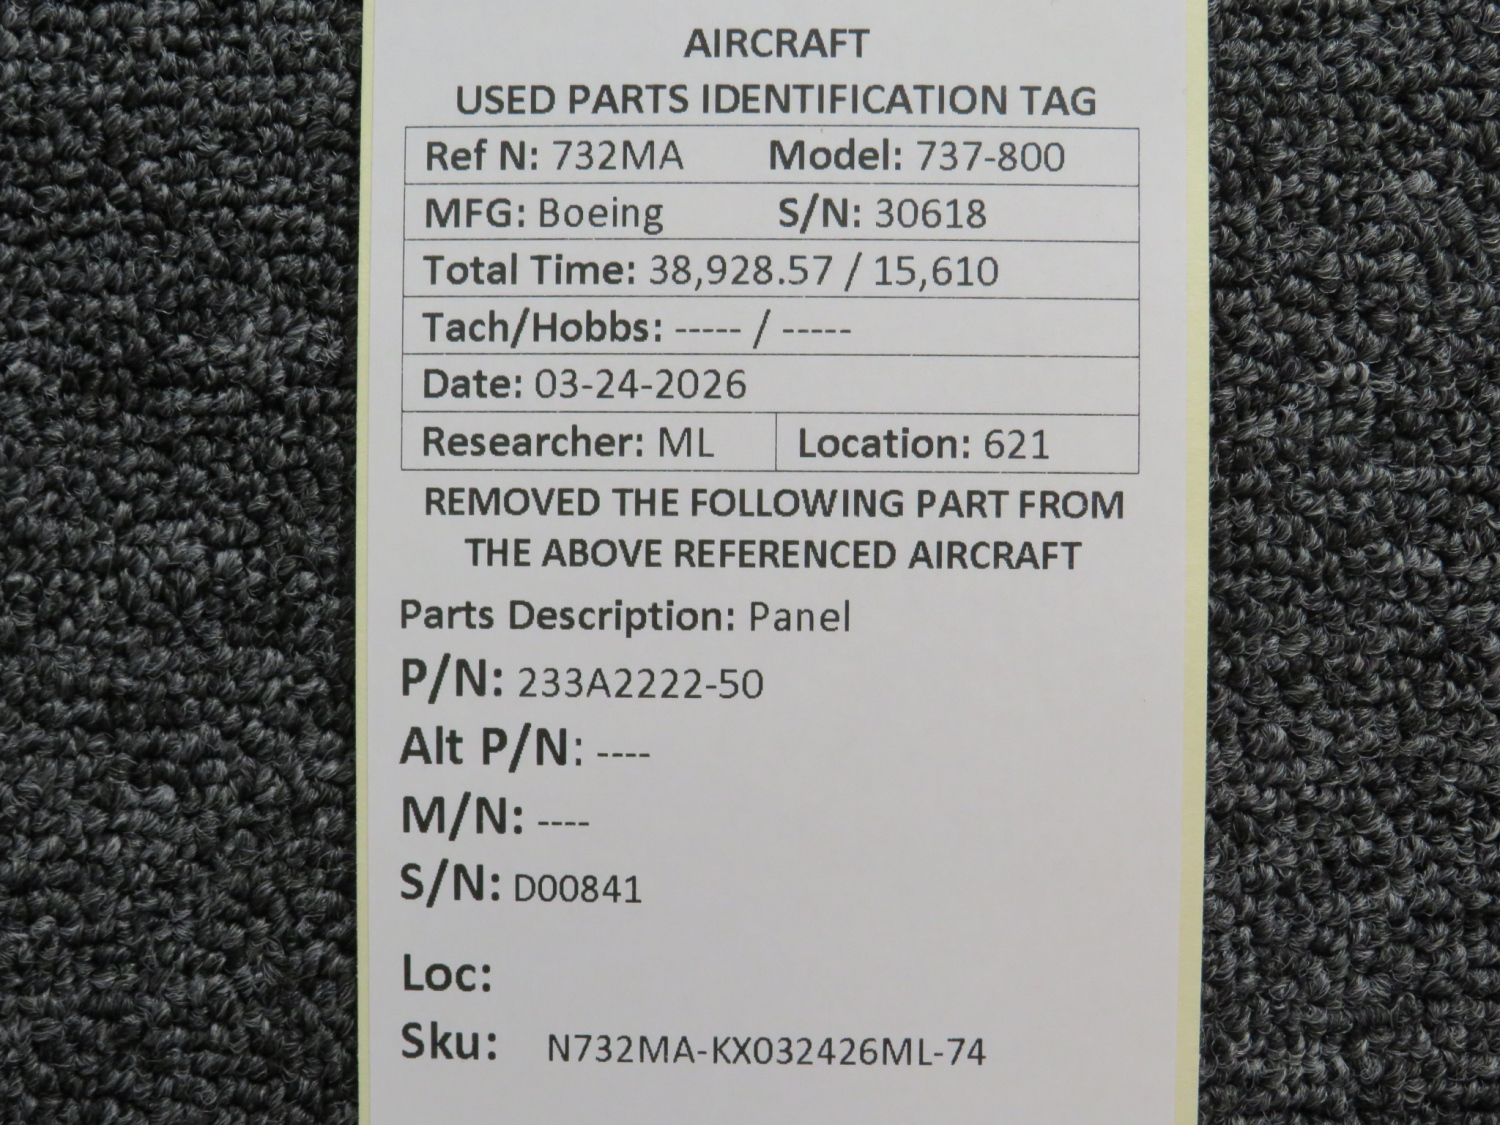 AIRCRAFT
USED PARTS IDENTIFICATION TAG
Ref N: 732MA Model: 737-800
MFG: Boeing S/N: 30618
Total Time: 38,928.57 / 15,610
Tach/Hobbs: ----- / -----
Date: 03-24-2026
Researcher: ML Location: 621
REMOVED THE FOLLOWING PART FROM
THE ABOVE REFERENCED AIRCRAFT
Parts Description: Panel
P/N: 233A2222-50
Alt P/N: ----
M/N: ----
S/N: D00841
Loc:
Sku: N732MA-KX032426ML-74